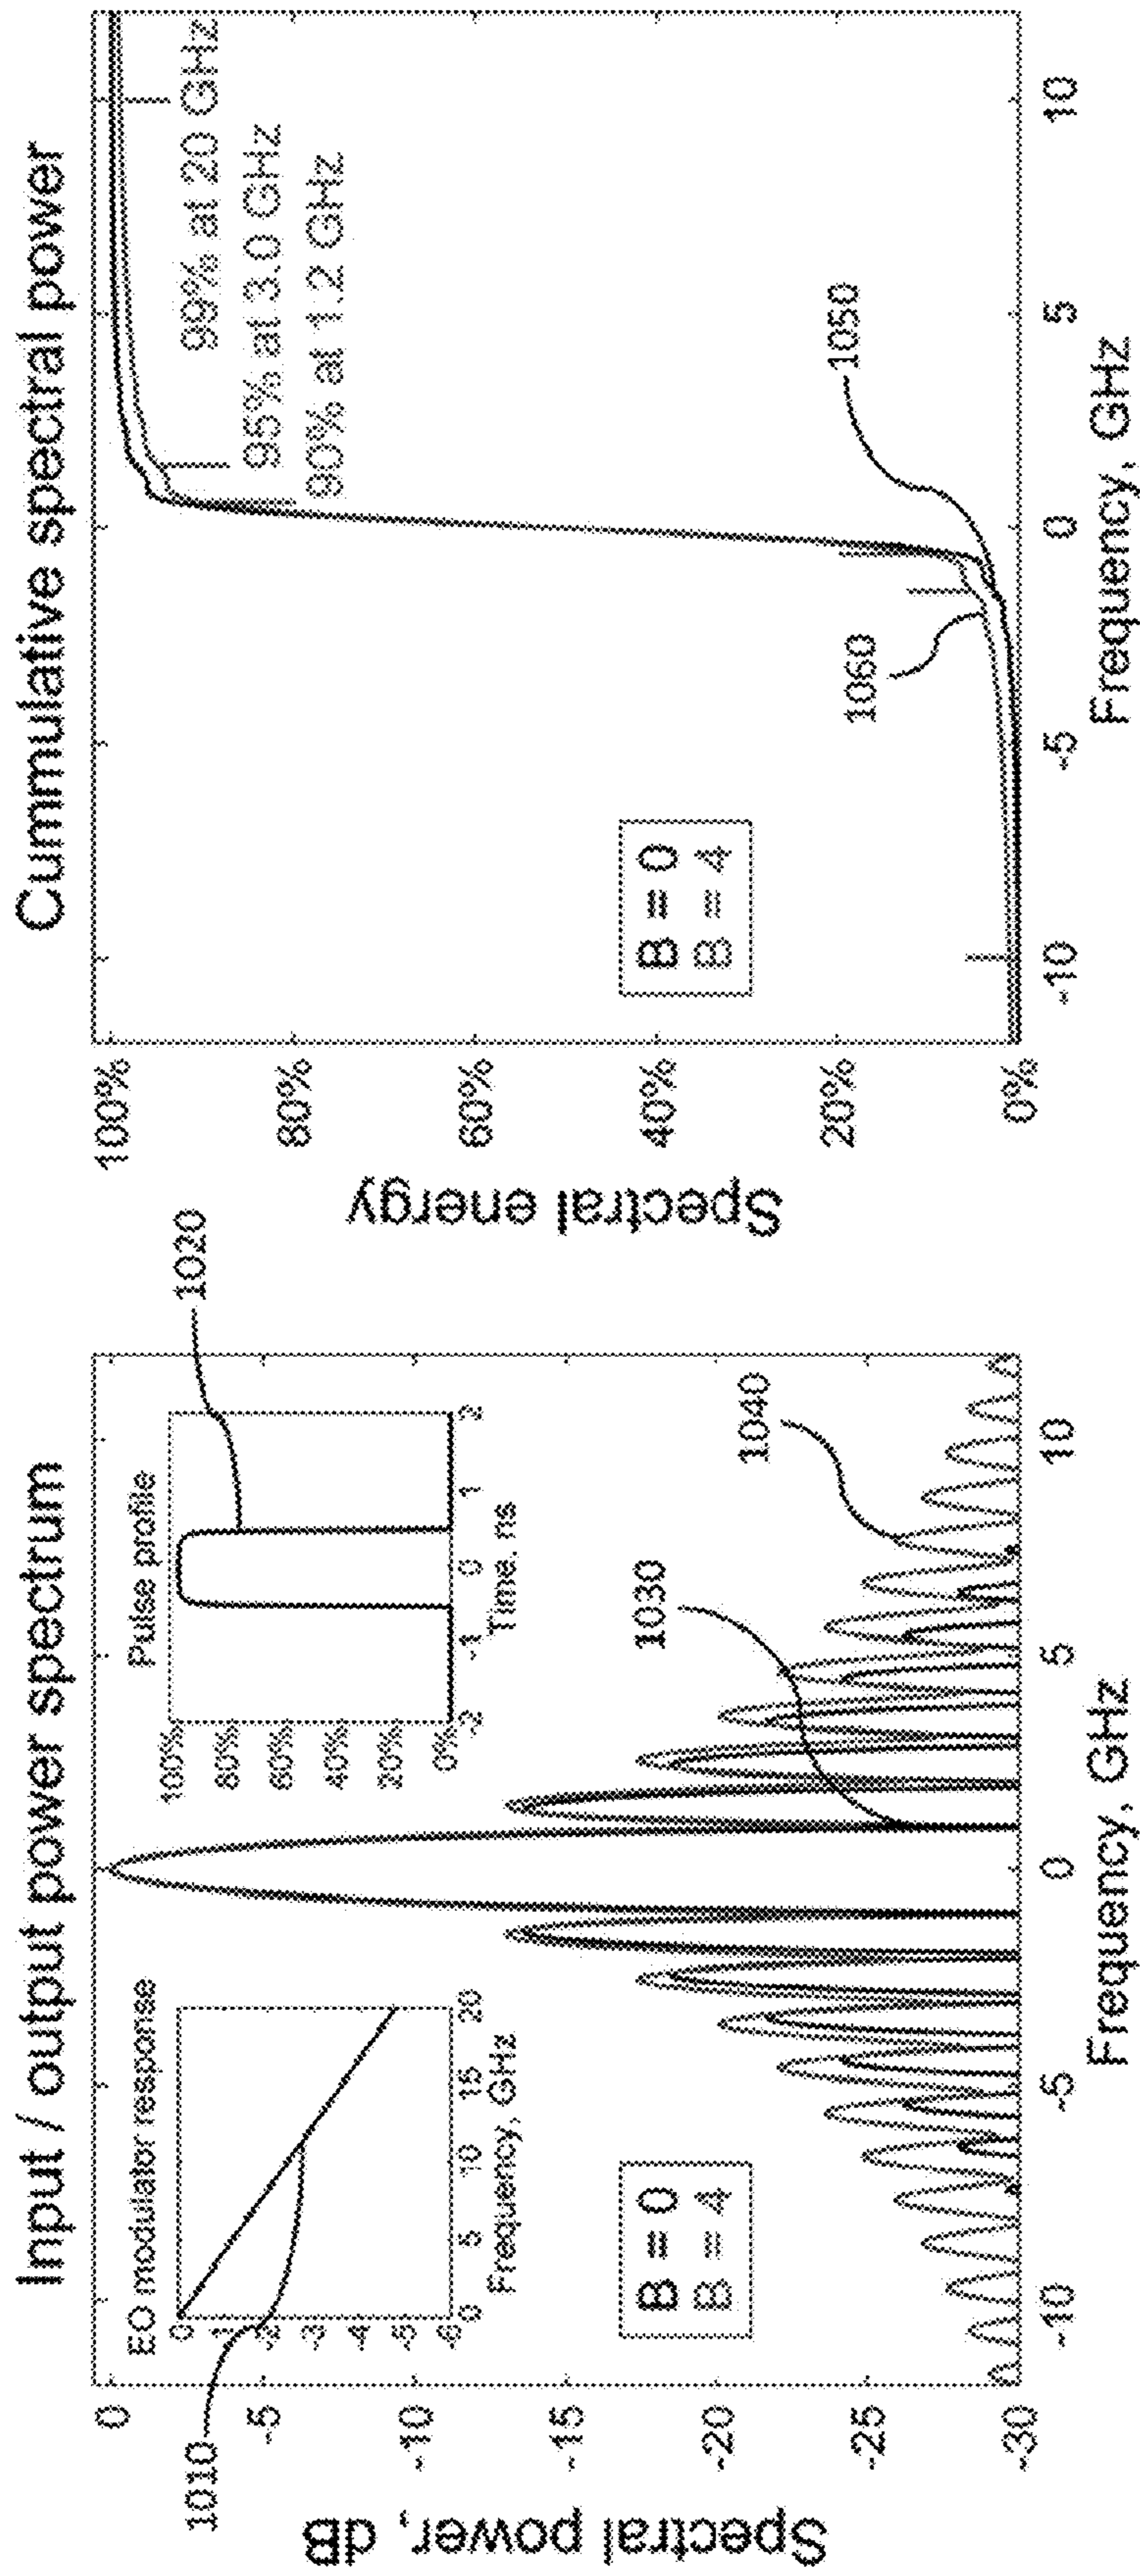 Input / output power spectrum
1010
EO modulator response
0
-1
-2
-3
-4
-5
-6
0 5 10 15 20
Frequency, GHz
Pulse profile
1020
100%
80%
60%
40%
20%
0%
-2 -1 0 1 2
Time, ns
B = 0
B = 4
1030
1040
0
-5
-10
-15
-20
-25
-30
Spectral power, dB
-10 -5 0 5 10
Frequency, GHz
Cummulative spectral power
99% at 20 GHz
95% at 3.0 GHz
90% at 1.2 GHz
B = 0
B = 4
1060
1050
100%
80%
60%
40%
20%
0%
Spectral energy
-10 -5 0 5 10
Frequency, GHz